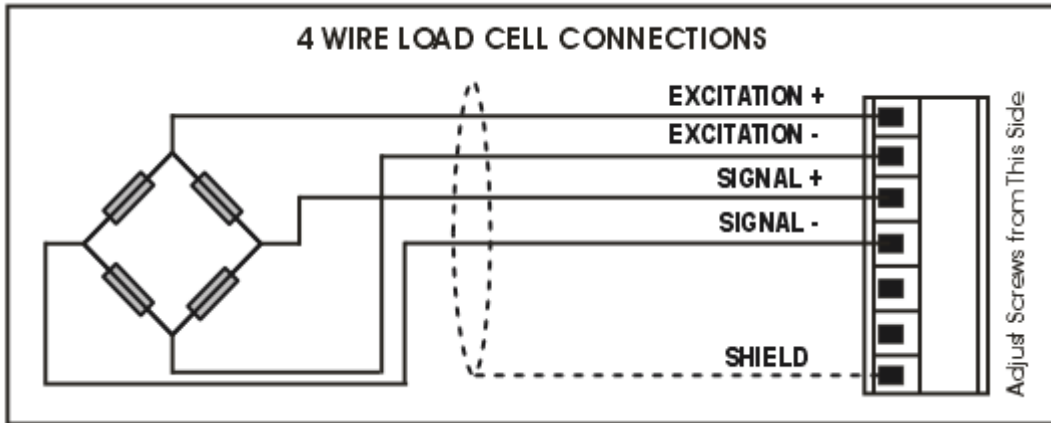 4 WIRE LOAD CELL CONNECTIONS
EXCITATION +
EXCITATION -
SIGNAL +
SIGNAL -
SHIELD
Adjust Screws from This Side